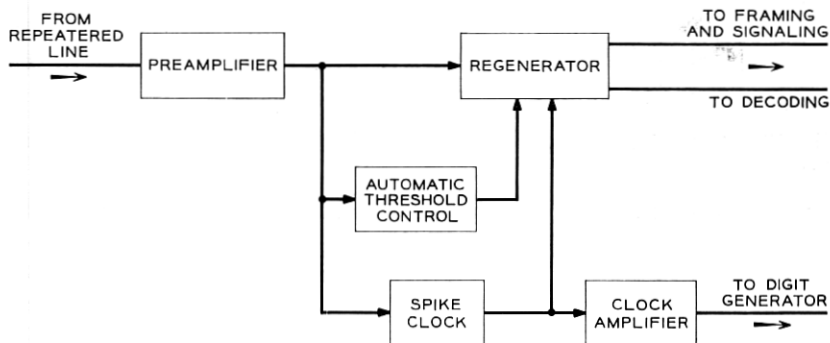 FROM
REPEATERED
LINE
PREAMPLIFIER
REGENERATOR
TO FRAMING
AND SIGNALING
TO DECODING
AUTOMATIC
THRESHOLD
CONTROL
SPIKE
CLOCK
CLOCK
AMPLIFIER
TO DIGIT
GENERATOR